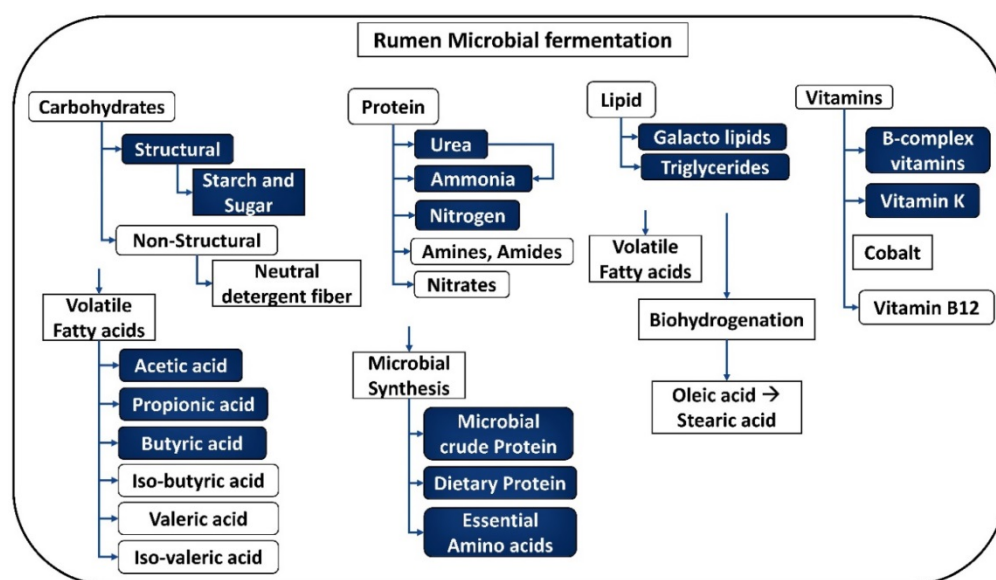 Rumen Microbial fermentation
Carbohydrates
Structural
Starch and
Sugar
Non-Structural
Neutral
detergent fiber
Volatile
Fatty acids
Acetic acid
Propionic acid
Butyric acid
Iso-butyric acid
Valeric acid
Iso-valeric acid
Protein
Urea
Ammonia
Nitrogen
Amines, Amides
Nitrates
Microbial
Synthesis
Microbial
crude Protein
Dietary Protein
Essential
Amino acids
Lipid
Galacto lipids
Triglycerides
Volatile
Fatty acids
Biohydrogenation
Oleic acid →
Stearic acid
Vitamins
B-complex
vitamins
Vitamin K
Cobalt
Vitamin B12